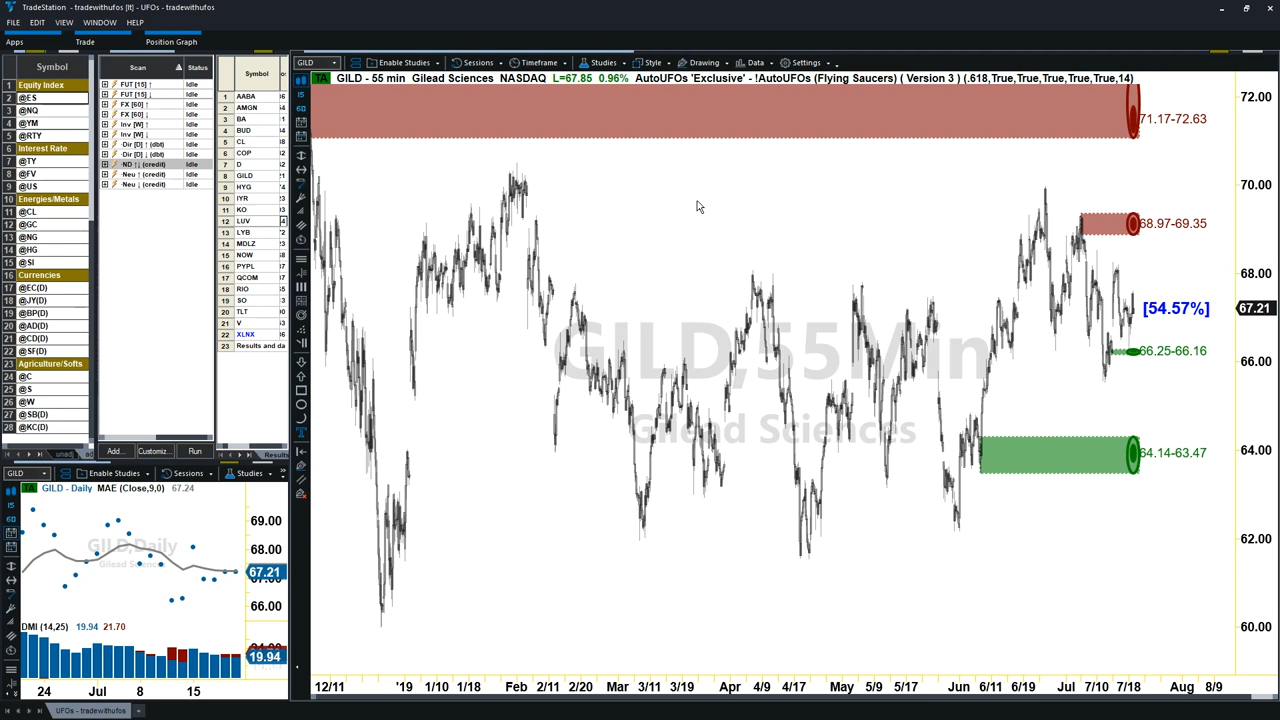 TradeStation - tradewithufos [lt] - UFOs - tradewithufos
FILE EDIT VIEW WINDOW HELP
Apps Trade Position Graph
Symbol
1 Equity Index
2 @ES
3 @NQ
4 @YM
5 @RTY
6 Interest Rate
7 @TY
8 @FV
9 @US
10 Energies/Metals
11 @CL
12 @GC
13 @NG
14 @HG
15 @SI
16 Currencies
17 @EC(D)
18 @JY(D)
19 @BP(D)
20 @AD(D)
21 @CD(D)
22 @SF(D)
23 Agriculture/Softs
24 @C
25 @S
26 @W
27 @SB(D)
28 @KC(D)
unadj ad
Scan Status
FUT [15] ↑ Idle
FUT [15] ↓ Idle
FX [60] ↑ Idle
FX [60] ↓ Idle
Inv [W] ↑ Idle
Inv [W] ↓ Idle
·Dir [D] ↑ (dbt) Idle
·Dir [D] ↓ (dbt) Idle
·ND ↑↓ (credit) Idle
·Neu ↑ (credit) Idle
·Neu ↓ (credit) Idle
Add... Customiz... Run
Symbol
1 AABA
2 AMGN
3 BA
4 BUD
5 CL
6 COP
7 D
8 GILD
9 HYG
10 IYR
11 KO
12 LUV
13 LYB
14 MDLZ
15 NOW
16 PYPL
17 QCOM
18 RIO
19 SO
20 TLT
21 V
22 XLNX
23 Results and da
Results
GILD Enable Studies Sessions Timeframe Studies Style Drawing Data Settings
TA GILD - 55 min Gilead Sciences NASDAQ L=67.85 0.96% AutoUFOs 'Exclusive' - !AutoUFOs (Flying Saucers) ( Version 3 ) (.618,True,True,True,True,True,14)
GILD,55 Min
Gilead Sciences
71.17-72.63
68.97-69.35
[54.57%]
66.25-66.16
64.14-63.47
72.00
70.00
68.00
67.21
66.00
64.00
62.00
60.00
12/11 '19 1/10 1/18 Feb 2/11 2/20 Mar 3/11 3/19 Apr 4/9 4/17 May 5/9 5/17 Jun 6/11 6/19 Jul 7/10 7/18 Aug 8/9
GILD Enable Studies Sessions Studies
TA GILD - Daily MAE (Close,9,0) 67.24
GILD,Daily
Gilead Sciences
69.00
68.00
67.21
66.00
DMI (14,25) 19.94 21.70
19.94
24 Jul 8 15
UFOs - tradewithufos